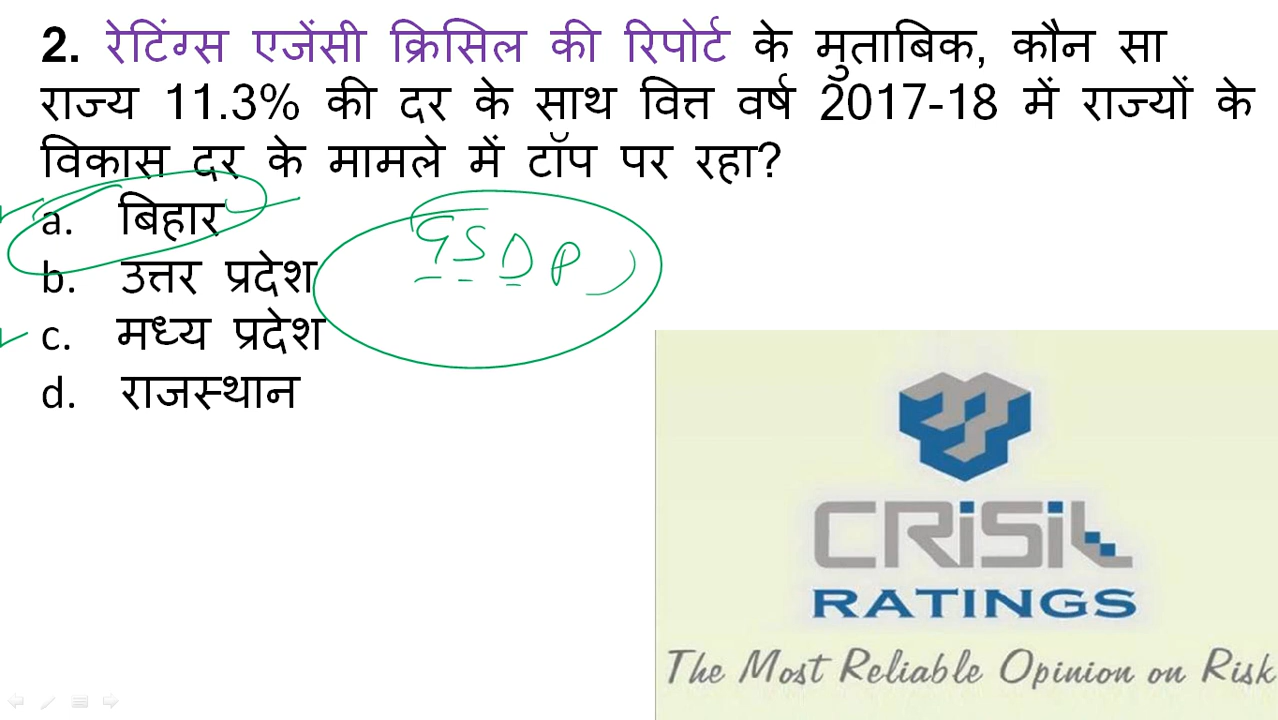 2. रेटिंग्स एजेंसी क्रिसिल की रिपोर्ट के मुताबिक, कौन सा
राज्य 11.3% की दर के साथ वित्त वर्ष 2017-18 में राज्यों के
विकास दर के मामले में टॉप पर रहा?
a. बिहार
b. उत्तर प्रदेश
c. मध्य प्रदेश
d. राजस्थान
GSDP
CRISIL
RATINGS
The Most Reliable Opinion on Risk